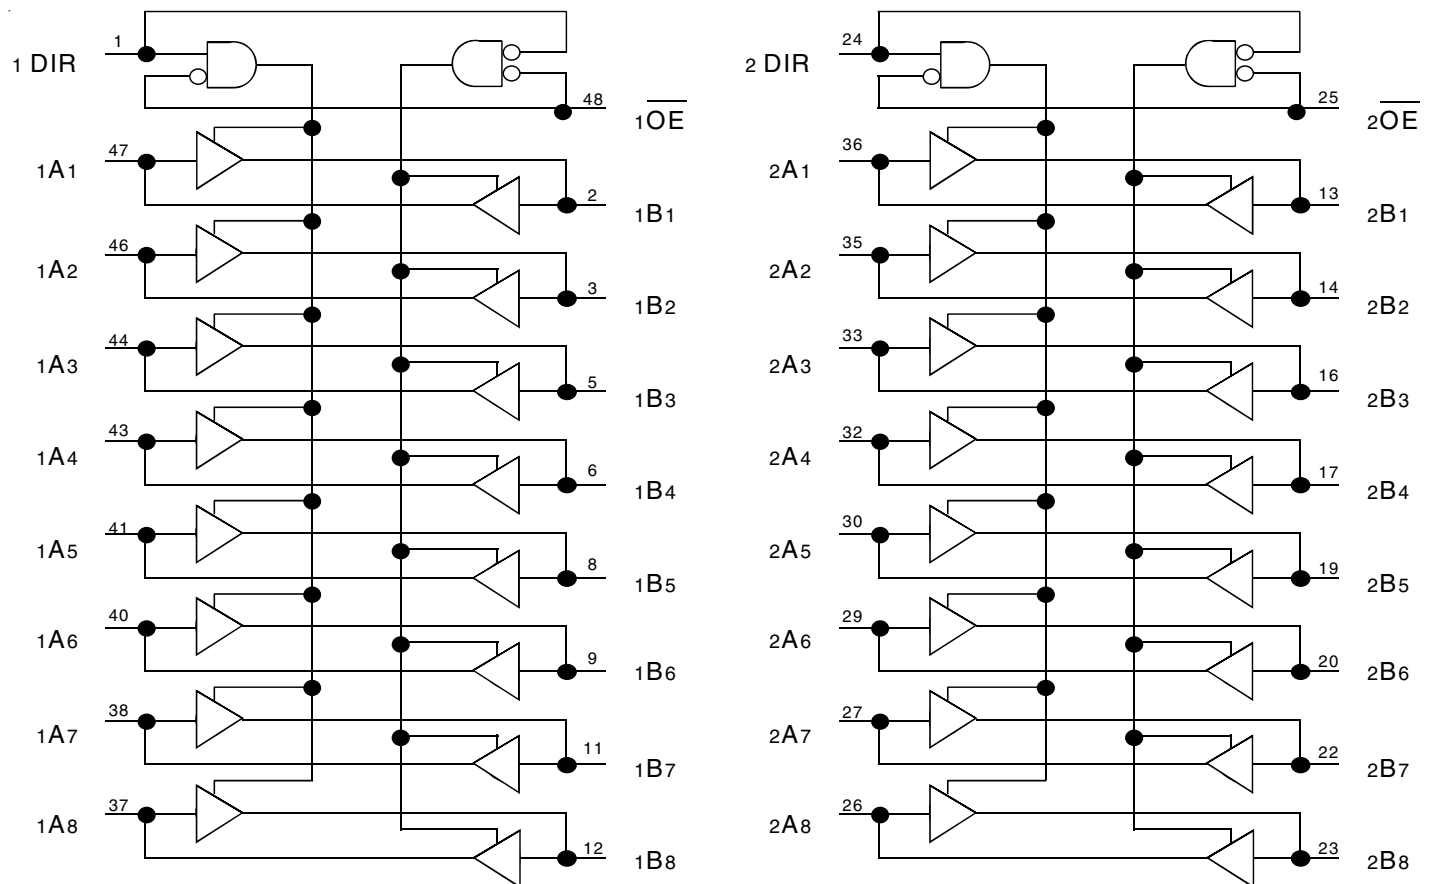 1 24
1 DIR 2 DIR
48 25
1OE 2OE
47 36
1A1 2A1
2 13
1B1 2B1
46 35
1A2 2A2
3 14
1B2 2B2
44 33
1A3 2A3
5 16
1B3 2B3
43 32
1A4 2A4
6 17
1B4 2B4
41 30
1A5 2A5
8 19
1B5 2B5
40 29
1A6 2A6
9 20
1B6 2B6
38 27
1A7 2A7
11 22
1B7 2B7
37 26
1A8 2A8
12 23
1B8 2B8